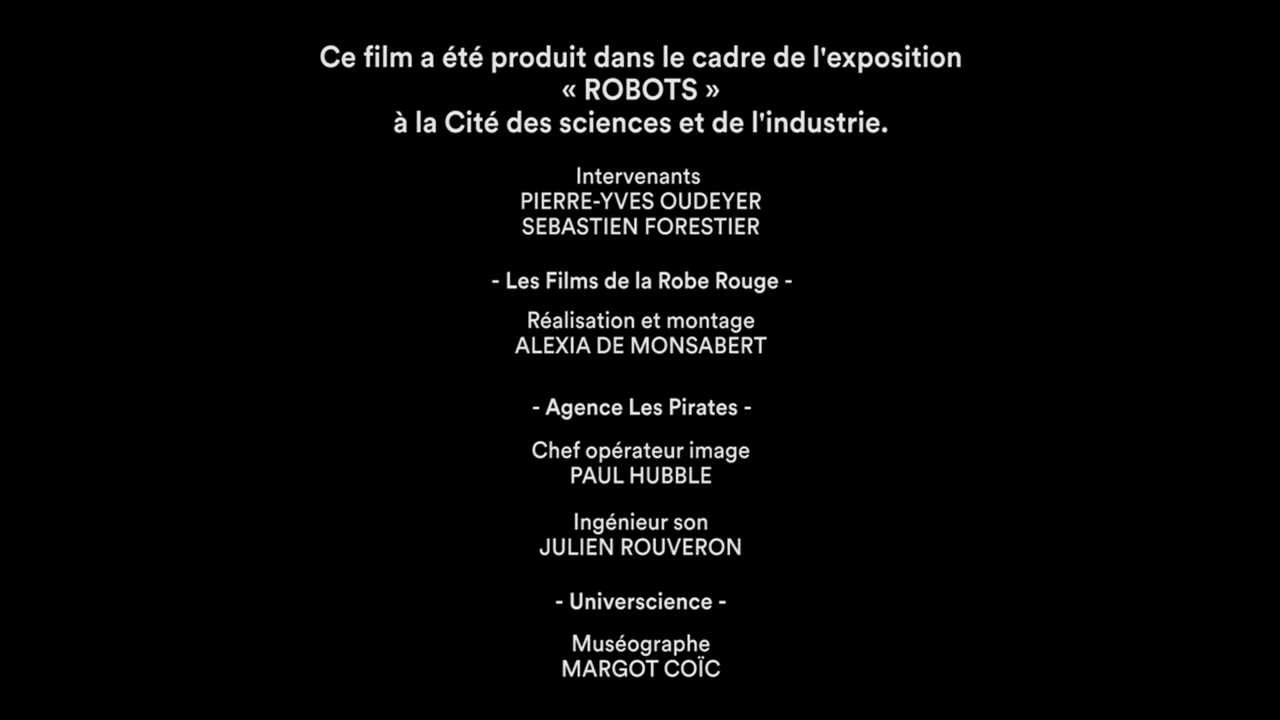 Ce film a été produit dans le cadre de l'exposition
« ROBOTS »
à la Cité des sciences et de l'industrie.
Intervenants
PIERRE-YVES OUDEYER
SEBASTIEN FORESTIER
- Les Films de la Robe Rouge -
Réalisation et montage
ALEXIA DE MONSABERT
- Agence Les Pirates -
Chef opérateur image
PAUL HUBBLE
Ingénieur son
JULIEN ROUVERON
- Universcience -
Muséographe
MARGOT COÏC